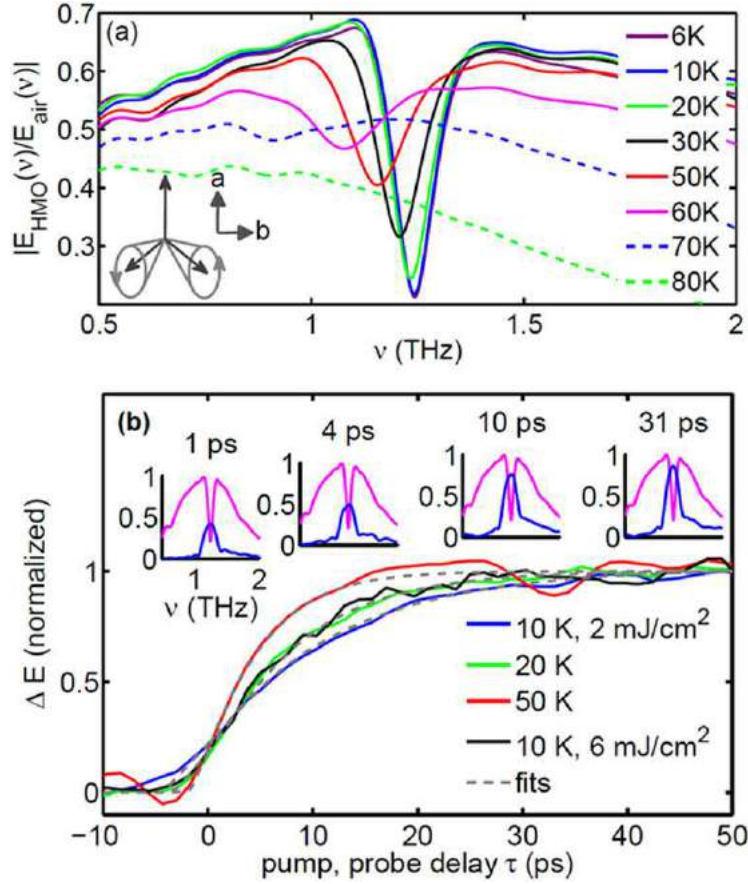 (a)
0.7
0.6
0.5
0.4
0.3
|E_HMO(ν)/E_air(ν)|
6K
10K
20K
30K
50K
60K
70K
80K
a
b
0.5
1
1.5
2
ν (THz)
(b)
1 ps
4 ps
10 ps
31 ps
1
0.5
0
1
0.5
0
1
0.5
0
1
0.5
0
1
2
ν (THz)
1
0.5
0
Δ E (normalized)
10 K, 2 mJ/cm²
20 K
50 K
10 K, 6 mJ/cm²
fits
-10
0
10
20
30
40
50
pump, probe delay τ (ps)